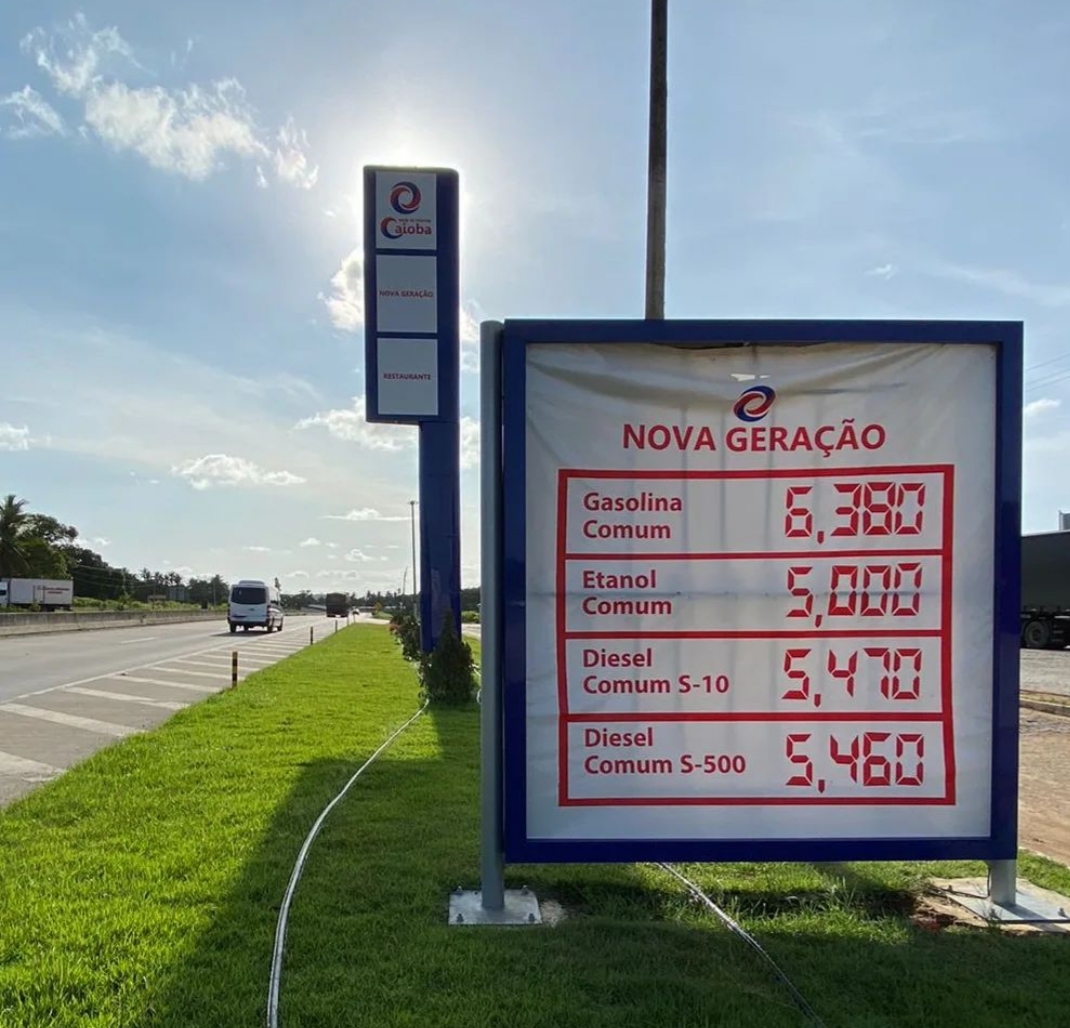 Caioba
NOVA GERAÇÃO
RESTAURANTE
NOVA GERAÇÃO
Gasolina
Comum
6,380
Etanol
Comum
5,000
Diesel
Comum S-10
5,470
Diesel
Comum S-500
5,460